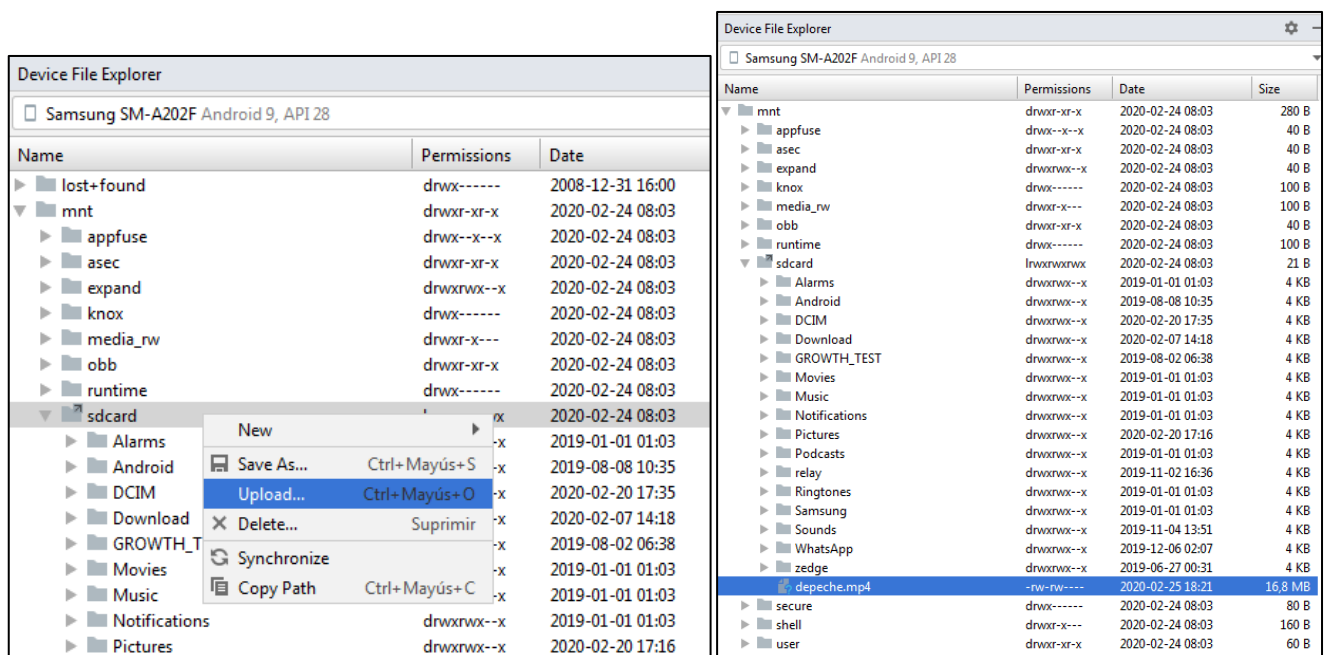 Device File Explorer
Samsung SM-A202F Android 9, API 28
Name Permissions Date
lost+found drwx------ 2008-12-31 16:00
mnt drwxr-xr-x 2020-02-24 08:03
appfuse drwx--x--x 2020-02-24 08:03
asec drwxr-xr-x 2020-02-24 08:03
expand drwxrwx--x 2020-02-24 08:03
knox drwx------ 2020-02-24 08:03
media_rw drwxr-x--- 2020-02-24 08:03
obb drwxr-xr-x 2020-02-24 08:03
runtime drwx------ 2020-02-24 08:03
sdcard 2020-02-24 08:03
Alarms -x 2019-01-01 01:03
Android -x 2019-08-08 10:35
DCIM -x 2020-02-20 17:35
Download -x 2020-02-07 14:18
GROWTH_T -x 2019-08-02 06:38
Movies -x 2019-01-01 01:03
Music -x 2019-01-01 01:03
Notifications drwxrwx--x 2019-01-01 01:03
Pictures drwxrwx--x 2020-02-20 17:16
New
Save As... Ctrl+Mayús+S
Upload... Ctrl+Mayús+O
Delete... Suprimir
Synchronize
Copy Path Ctrl+Mayús+C
Device File Explorer
Samsung SM-A202F Android 9, API 28
Name Permissions Date Size
mnt drwxr-xr-x 2020-02-24 08:03 280 B
appfuse drwx--x--x 2020-02-24 08:03 40 B
asec drwxr-xr-x 2020-02-24 08:03 40 B
expand drwxrwx--x 2020-02-24 08:03 40 B
knox drwx------ 2020-02-24 08:03 100 B
media_rw drwxr-x--- 2020-02-24 08:03 100 B
obb drwxr-xr-x 2020-02-24 08:03 40 B
runtime drwx------ 2020-02-24 08:03 100 B
sdcard lrwxrwxrwx 2020-02-24 08:03 21 B
Alarms drwxrwx--x 2019-01-01 01:03 4 KB
Android drwxrwx--x 2019-08-08 10:35 4 KB
DCIM drwxrwx--x 2020-02-20 17:35 4 KB
Download drwxrwx--x 2020-02-07 14:18 4 KB
GROWTH_TEST drwxrwx--x 2019-08-02 06:38 4 KB
Movies drwxrwx--x 2019-01-01 01:03 4 KB
Music drwxrwx--x 2019-01-01 01:03 4 KB
Notifications drwxrwx--x 2019-01-01 01:03 4 KB
Pictures drwxrwx--x 2020-02-20 17:16 4 KB
Podcasts drwxrwx--x 2019-01-01 01:03 4 KB
relay drwxrwx--x 2019-11-02 16:36 4 KB
Ringtones drwxrwx--x 2019-01-01 01:03 4 KB
Samsung drwxrwx--x 2019-01-01 01:03 4 KB
Sounds drwxrwx--x 2019-11-04 13:51 4 KB
WhatsApp drwxrwx--x 2019-12-06 02:07 4 KB
zedge drwxrwx--x 2019-06-27 00:31 4 KB
depeche.mp4 -rw-rw---- 2020-02-25 18:21 16,8 MB
secure drwx------ 2020-02-24 08:03 80 B
shell drwxr-x--- 2020-02-24 08:03 160 B
user drwxr-xr-x 2020-02-24 08:03 60 B